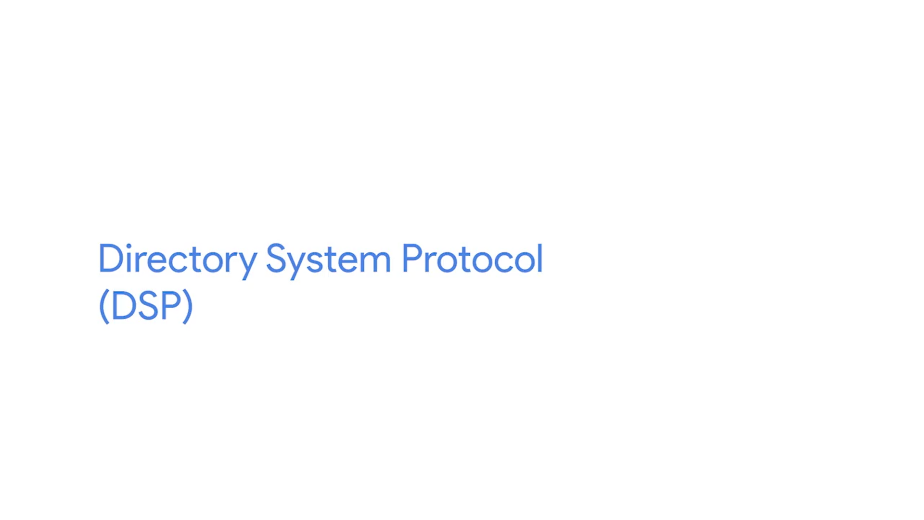 Directory System Protocol
(DSP)